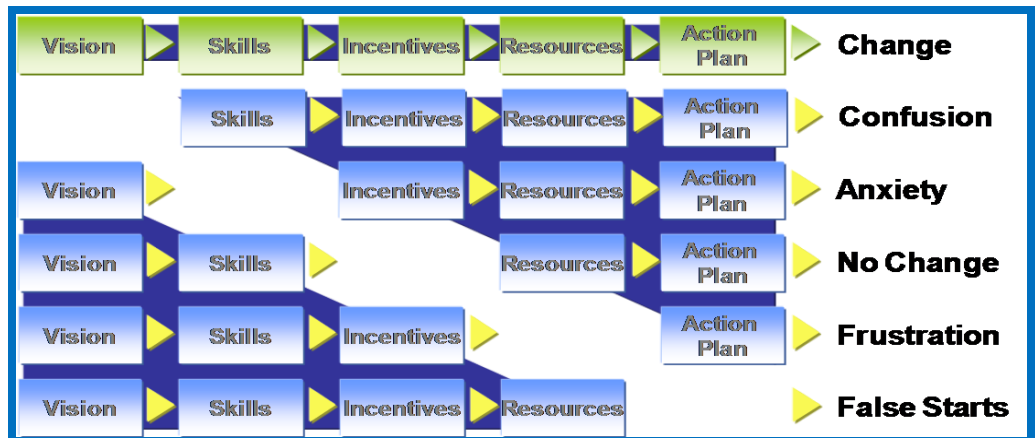 Vision Skills Incentives Resources Action Plan Change
Skills Incentives Resources Action Plan Confusion
Vision Incentives Resources Action Plan Anxiety
Vision Skills Resources Action Plan No Change
Vision Skills Incentives Action Plan Frustration
Vision Skills Incentives Resources False Starts